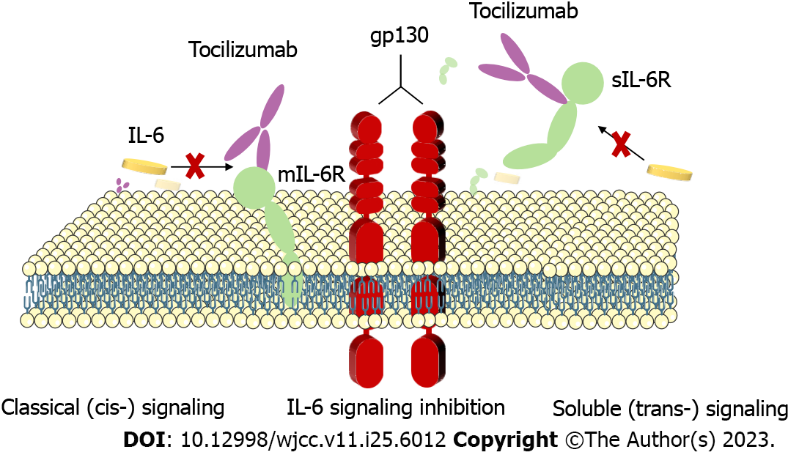 Tocilizumab
gp130
Tocilizumab
sIL-6R
IL-6
mIL-6R
Classical (cis-) signaling
IL-6 signaling inhibition
Soluble (trans-) signaling
DOI: 10.12998/wjcc.v11.i25.6012 Copyright ©The Author(s) 2023.